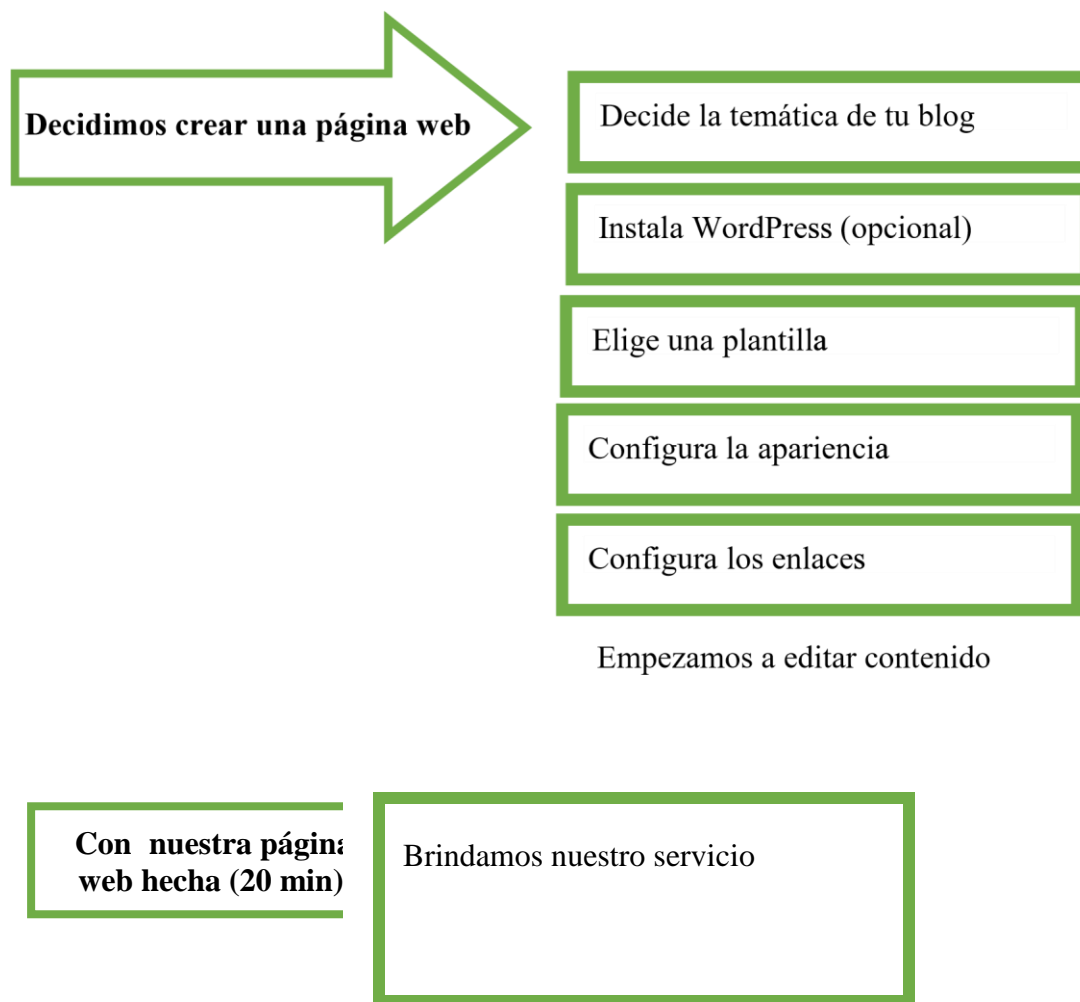 Decidimos crear una página web
Decide la temática de tu blog
Instala WordPress (opcional)
Elige una plantilla
Configura la apariencia
Configura los enlaces
Empezamos a editar contenido
Con nuestra página
web hecha (20 min)
Brindamos nuestro servicio